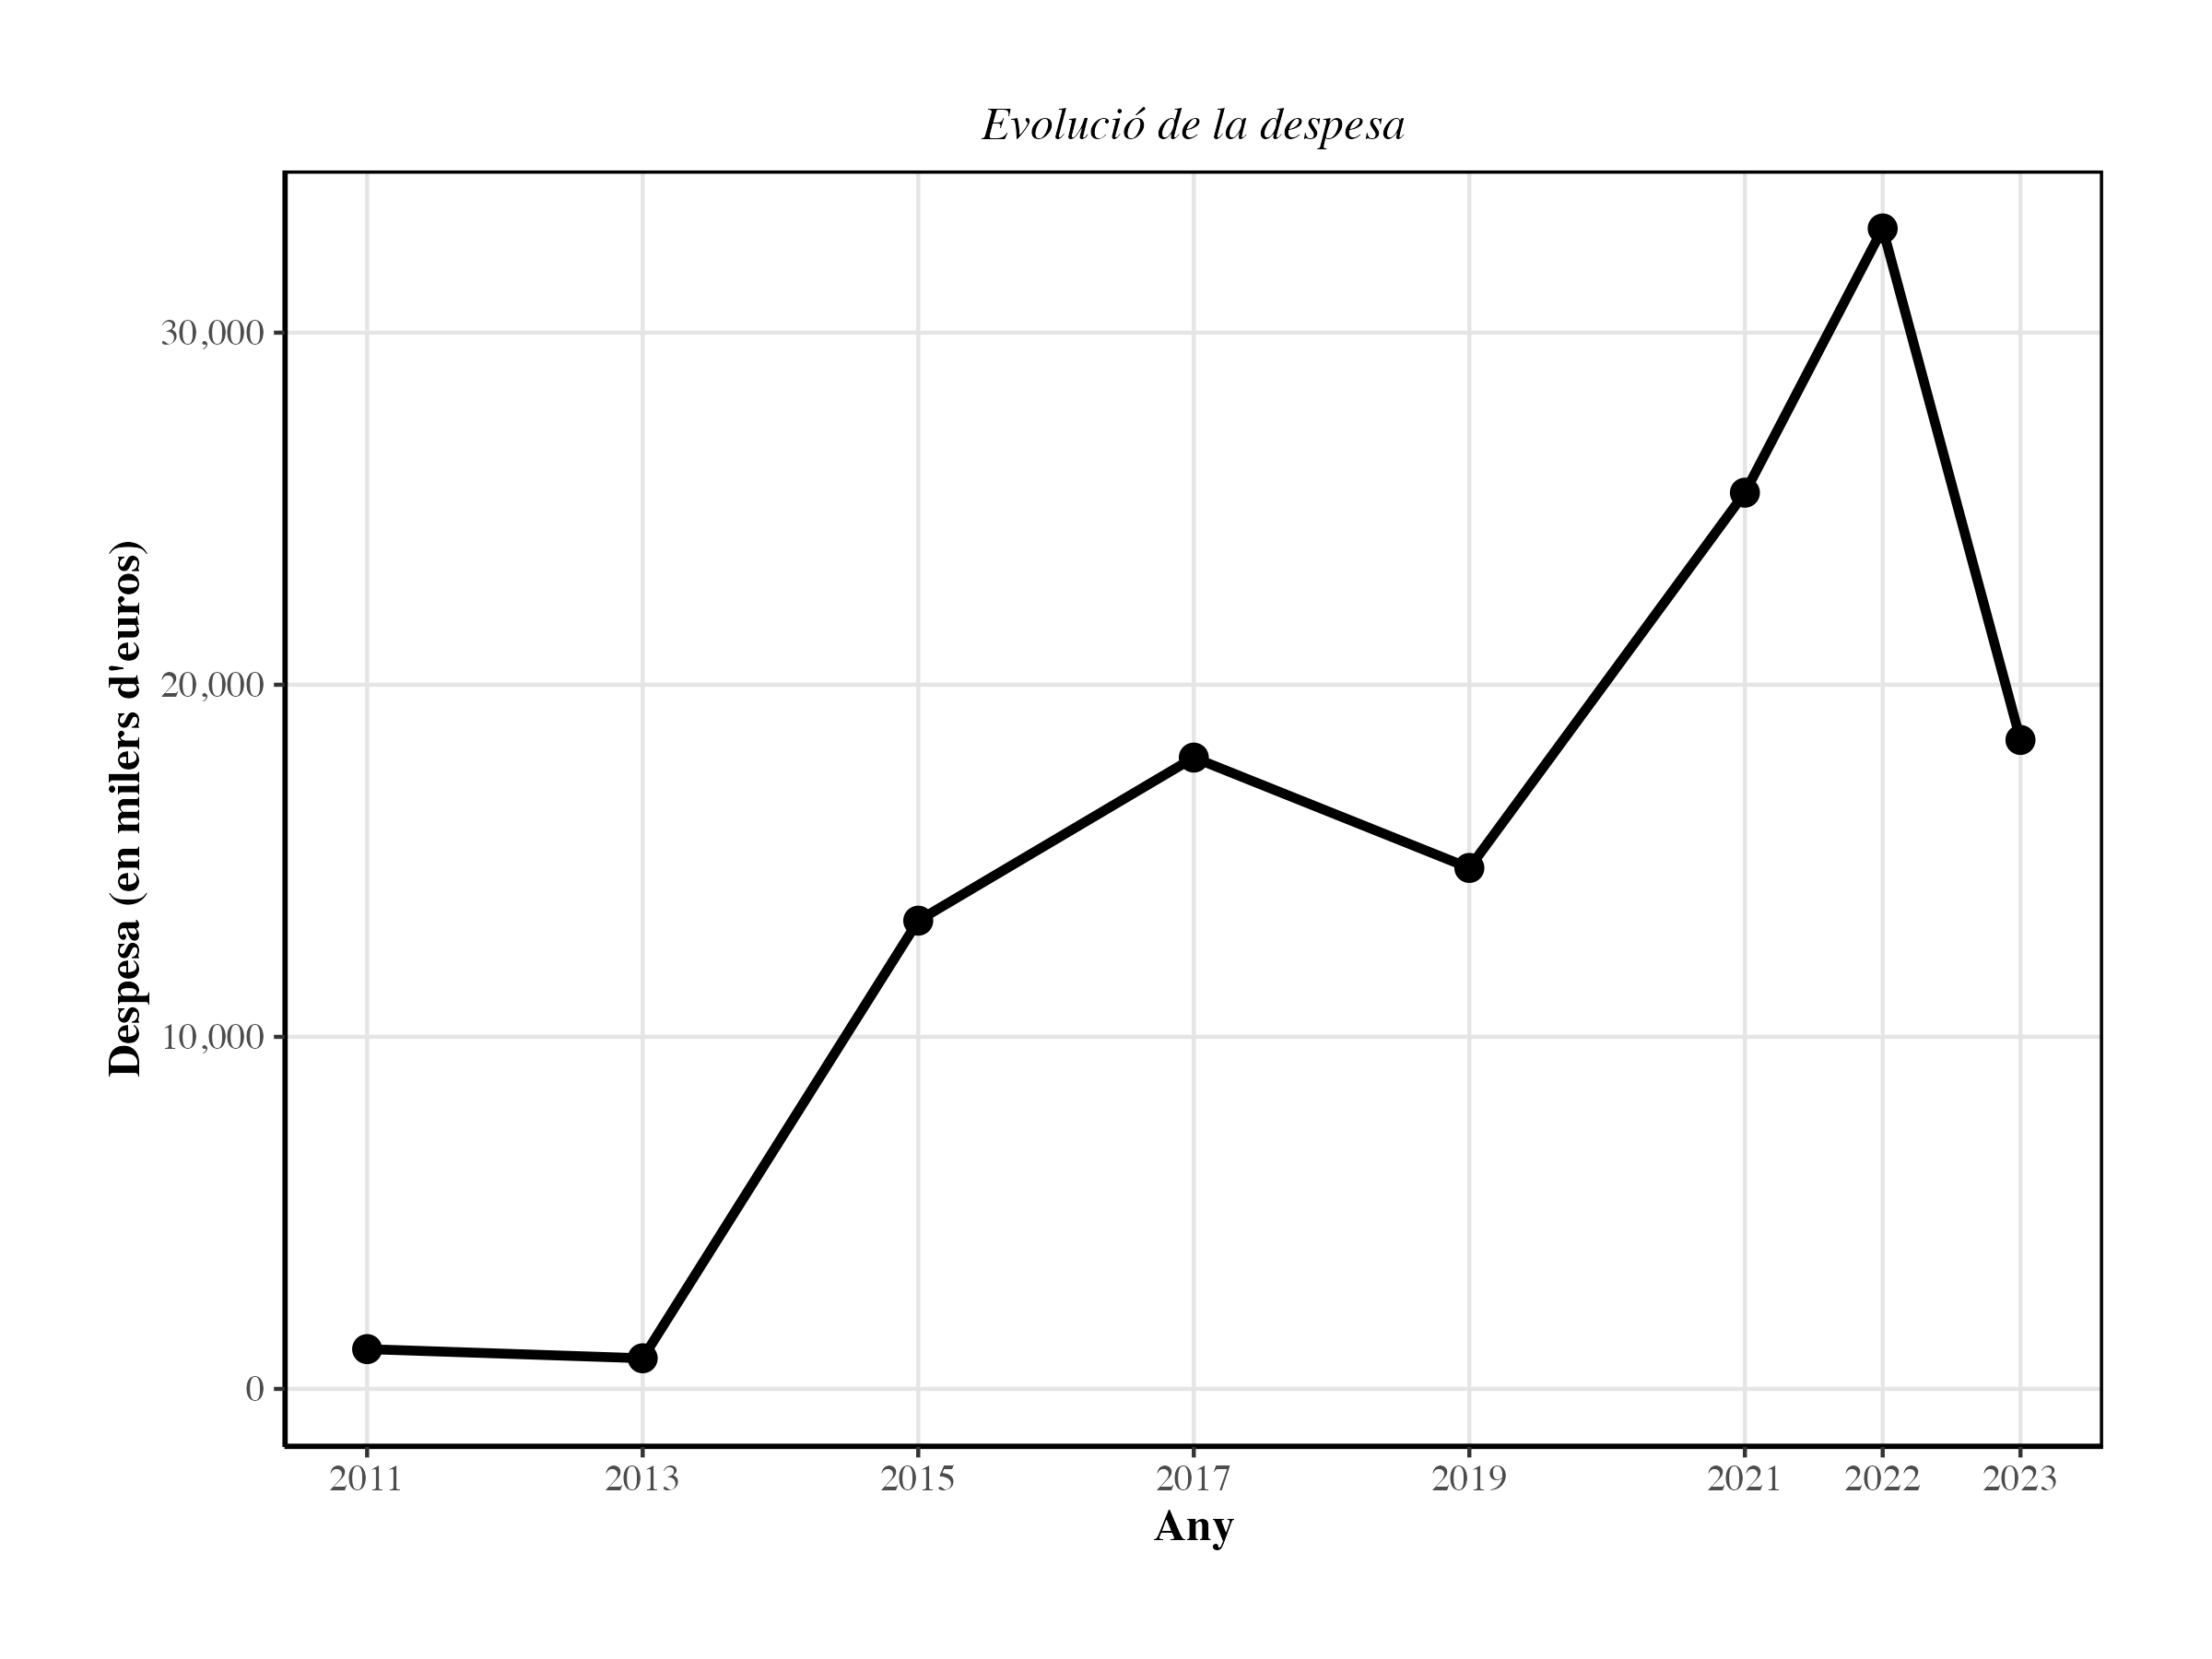 Evolució de la despesa
Despesa (en milers d'euros)
30,000
20,000
10,000
0
2011 2013 2015 2017 2019 2021 2022 2023
Any